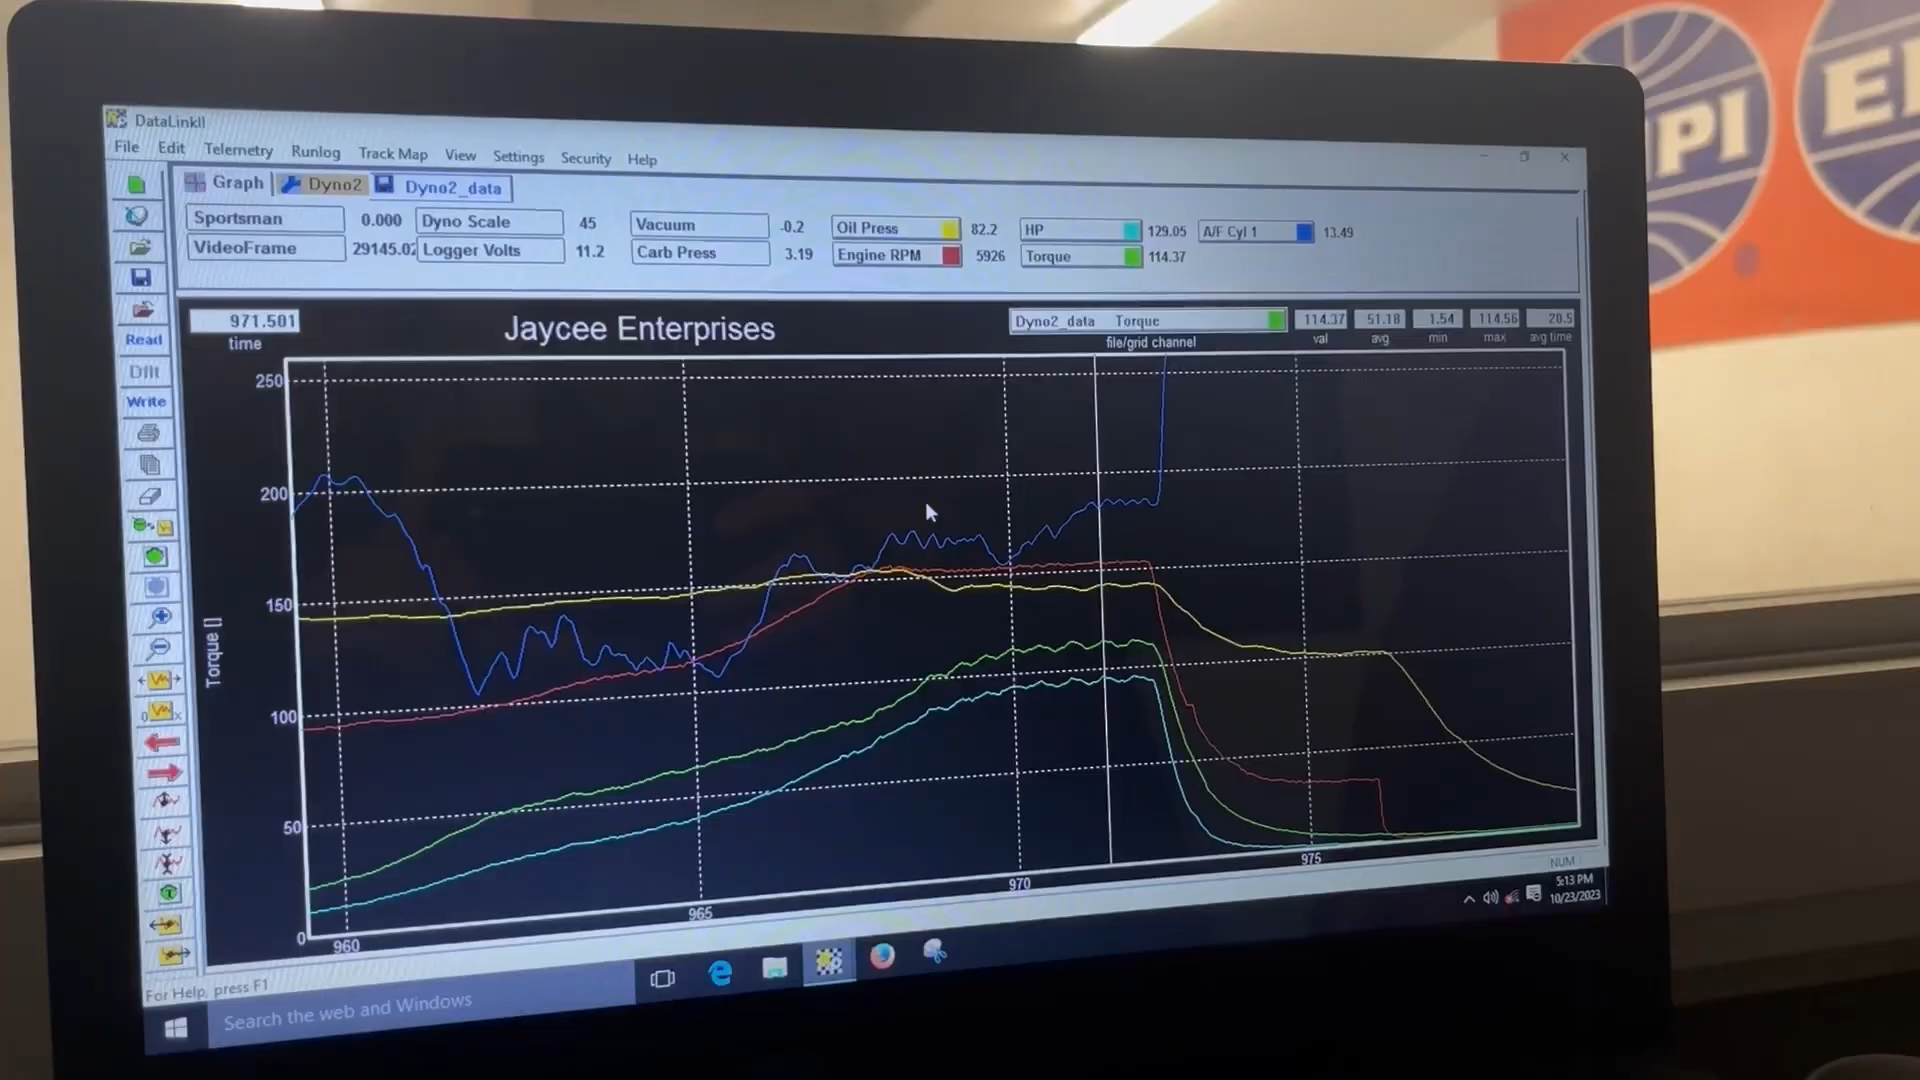 DataLinkII
File Edit Telemetry Runlog Track Map View Settings Security Help
Graph Dyno2 Dyno2_data
Sportsman 0.000 Dyno Scale 45 Vacuum -0.2 Oil Press 82.2 HP 129.05 A/F Cyl 1 13.49
VideoFrame 29145.02 Logger Volts 11.2 Carb Press 3.19 Engine RPM 5926 Torque 114.37
971.501
time
Jaycee Enterprises
Dyno2_data Torque 114.37 51.18 1.54 114.56 20.5
file/grid channel val avg min max avg time
Read
Dflt
Write
250
200
150
100
50
0
Torque []
960 965 970 975
NUM
For Help, press F1
Search the web and Windows
5:13 PM
10/23/2023
PI